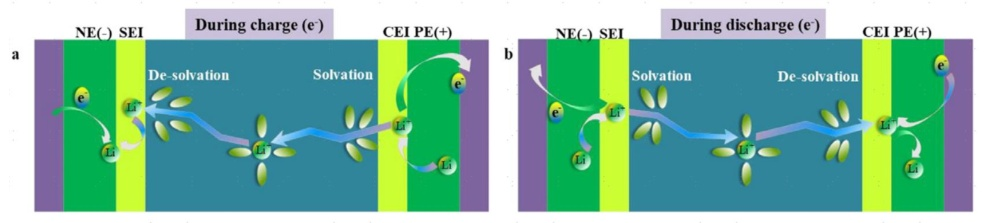 During charge (e-)
NE(-) SEI
CEI PE(+)
a
De-solvation
Solvation
e-
Li+
Li
Li+
Li+
e-
Li
During discharge (e-)
NE(-) SEI
CEI PE(+)
b
Solvation
De-solvation
e-
Li+
Li
Li+
Li+
e-
Li